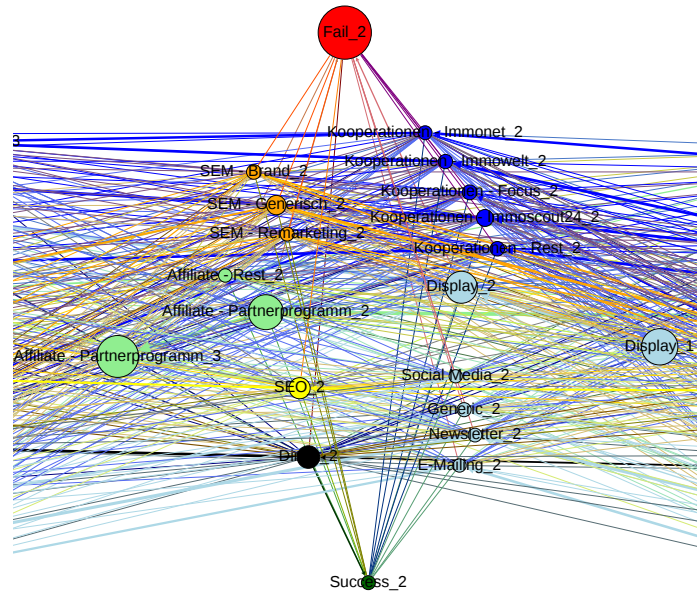 Fail_2
Kooperationen - Immonet_2
3
Kooperationen - Immowelt_2
SEM - Brand_2
Kooperationen - Focus_2
SEM - Generisch_2
Kooperationen - Immoscout24_2
SEM - Remarketing_2
Kooperationen - Rest_2
Affiliate - Rest_2
Display_2
Affiliate - Partnerprogramm_2
Display_1
Affiliate - Partnerprogramm_3
Social Media_2
SEO_2
Generic_2
Newsletter_2
Direct_2
E-Mailing_2
Success_2